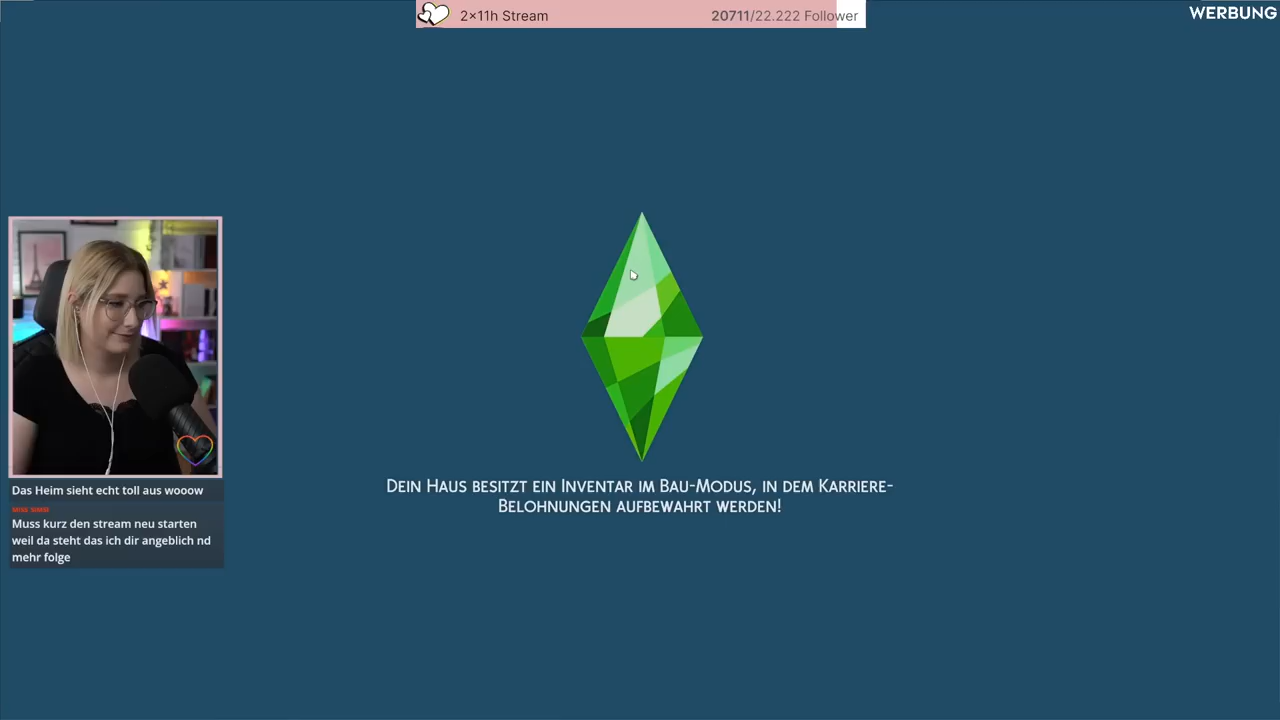 2×11h Stream
20711/22.222 Follower
WERBUNG
DEIN HAUS BESITZT EIN INVENTAR IM BAU-MODUS, IN DEM KARRIERE-
BELOHNUNGEN AUFBEWAHRT WERDEN!
Das Heim sieht echt toll aus wooow
Muss kurz den stream neu starten
weil da steht das ich dir angeblich nd
mehr folge